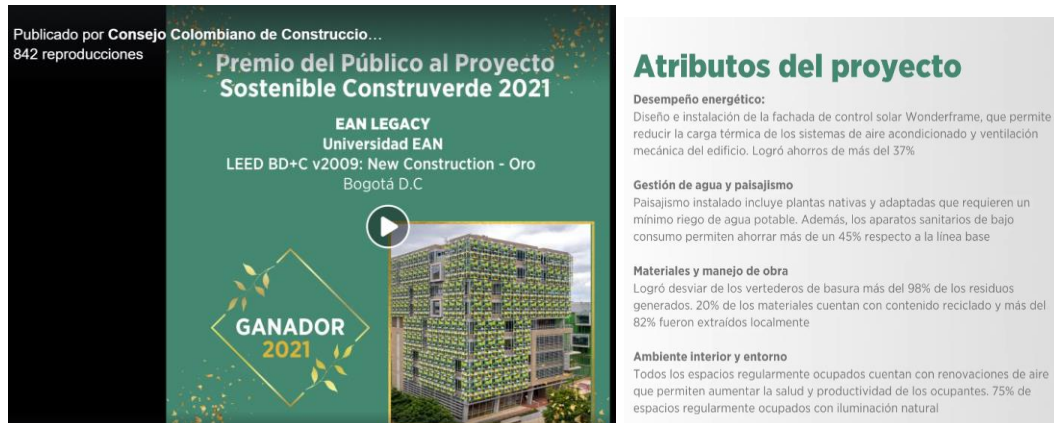 Publicado por Consejo Colombiano de Construccio...
842 reproducciones
Premio del Público al Proyecto
Sostenible Construverde 2021
EAN LEGACY
Universidad EAN
LEED BD+C v2009: New Construction - Oro
Bogotá D.C
GANADOR
2021
Atributos del proyecto
Desempeño energético:
Diseño e instalación de la fachada de control solar Wonderframe, que permite
reducir la carga térmica de los sistemas de aire acondicionado y ventilación
mecánica del edificio. Logró ahorros de más del 37%
Gestión de agua y paisajismo
Paisajismo instalado incluye plantas nativas y adaptadas que requieren un
mínimo riego de agua potable. Además, los aparatos sanitarios de bajo
consumo permiten ahorrar más de un 45% respecto a la línea base
Materiales y manejo de obra
Logró desviar de los vertederos de basura más del 98% de los residuos
generados. 20% de los materiales cuentan con contenido reciclado y más del
82% fueron extraídos localmente
Ambiente interior y entorno
Todos los espacios regularmente ocupados cuentan con renovaciones de aire
que permiten aumentar la salud y productividad de los ocupantes. 75% de
espacios regularmente ocupados con iluminación natural